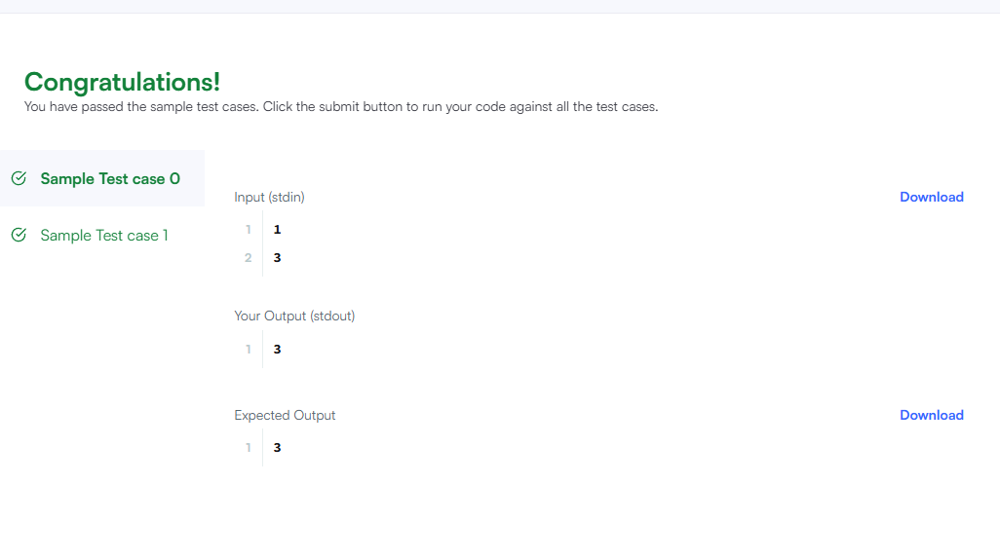 Congratulations!
You have passed the sample test cases. Click the submit button to run your code against all the test cases.
Sample Test case 0
Sample Test case 1
Input (stdin)
Download
1 1
2 3
Your Output (stdout)
1 3
Expected Output
Download
1 3